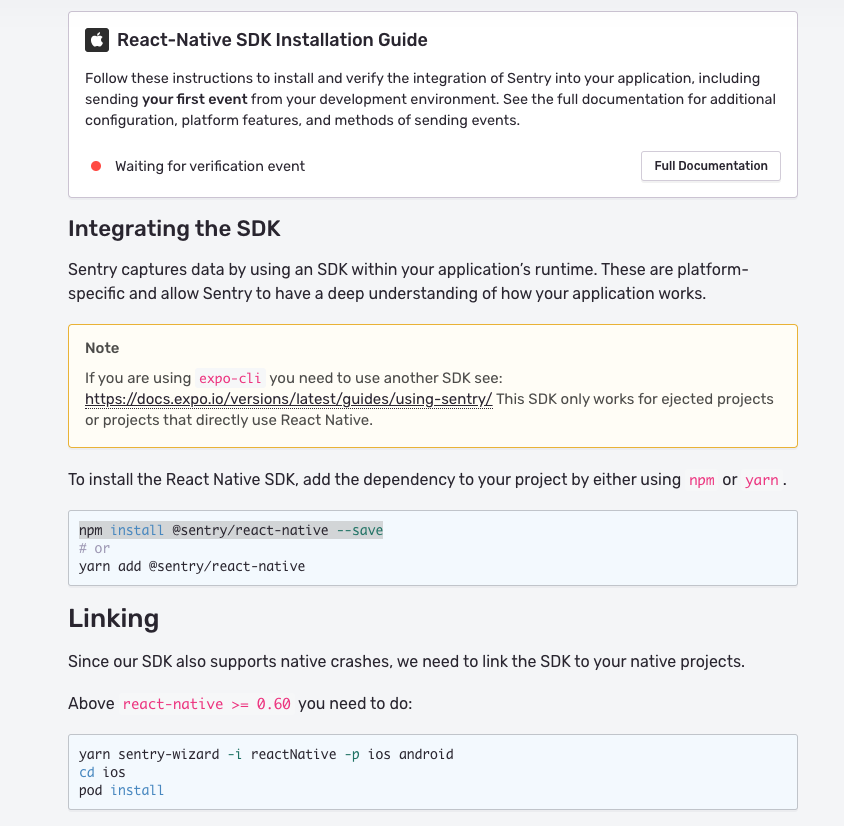 React-Native SDK Installation Guide
Follow these instructions to install and verify the integration of Sentry into your application, including
sending your first event from your development environment. See the full documentation for additional
configuration, platform features, and methods of sending events.
Waiting for verification event
Full Documentation
Integrating the SDK
Sentry captures data by using an SDK within your application’s runtime. These are platform-
specific and allow Sentry to have a deep understanding of how your application works.
Note
If you are using expo-cli you need to use another SDK see:
https://docs.expo.io/versions/latest/guides/using-sentry/ This SDK only works for ejected projects
or projects that directly use React Native.
To install the React Native SDK, add the dependency to your project by either using npm or yarn.
npm install @sentry/react-native --save
# or
yarn add @sentry/react-native
Linking
Since our SDK also supports native crashes, we need to link the SDK to your native projects.
Above react-native >= 0.60 you need to do:
yarn sentry-wizard -i reactNative -p ios android
cd ios
pod install